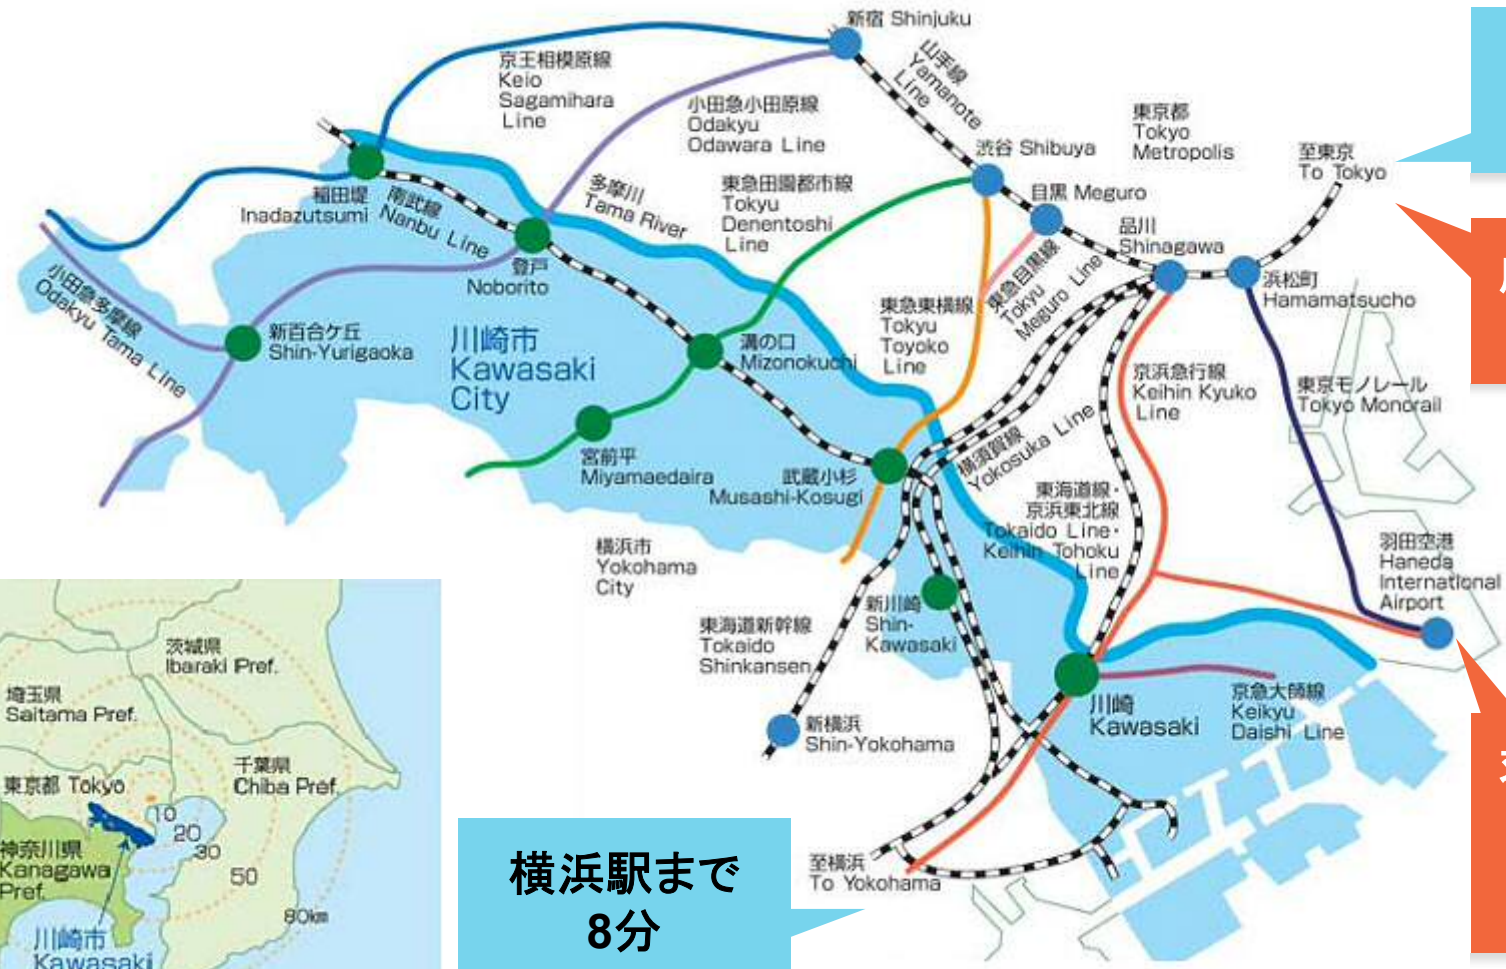 新宿 Shinjuku
京王相模原線
Keio
Sagamihara
Line
山手線
Yamanote
Line
小田急小田原線
Odakyu
Odawara Line
東京都
Tokyo
Metropolis
渋谷 Shibuya
至東京
To Tokyo
稲田堤
Inadazutsumi
南武線
Nanbu Line
多摩川
Tama River
東急田園都市線
Tokyu
Denentoshi
Line
目黒 Meguro
品川
Shinagawa
小田急多摩線
Odakyu Tama Line
登戸
Noborito
東急目黒線
Tokyu
Meguro Line
浜松町
Hamamatsucho
新百合ケ丘
Shin-Yurigaoka
川崎市
Kawasaki
City
溝の口
Mizonokuchi
東急東横線
Tokyu
Toyoko
Line
京浜急行線
Keihin Kyuko
Line
東京モノレール
Tokyo Monorail
宮前平
Miyamaedaira
武蔵小杉
Musashi-Kosugi
横須賀線
Yokosuka Line
東海道線・
京浜東北線
Tokaido Line・
Keihin Tohoku
Line
横浜市
Yokohama
City
羽田空港
Haneda
International
Airport
東海道新幹線
Tokaido
Shinkansen
新川崎
Shin-
Kawasaki
新横浜
Shin-Yokohama
川崎
Kawasaki
京急大師線
Keikyu
Daishi Line
至横浜
To Yokohama
横浜駅まで
8分
茨城県
Ibaraki Pref.
埼玉県
Saitama Pref.
東京都 Tokyo
千葉県
Chiba Pref.
神奈川県
Kanagawa
Pref.
10
20
30
50
80km
川崎市
Kawasaki